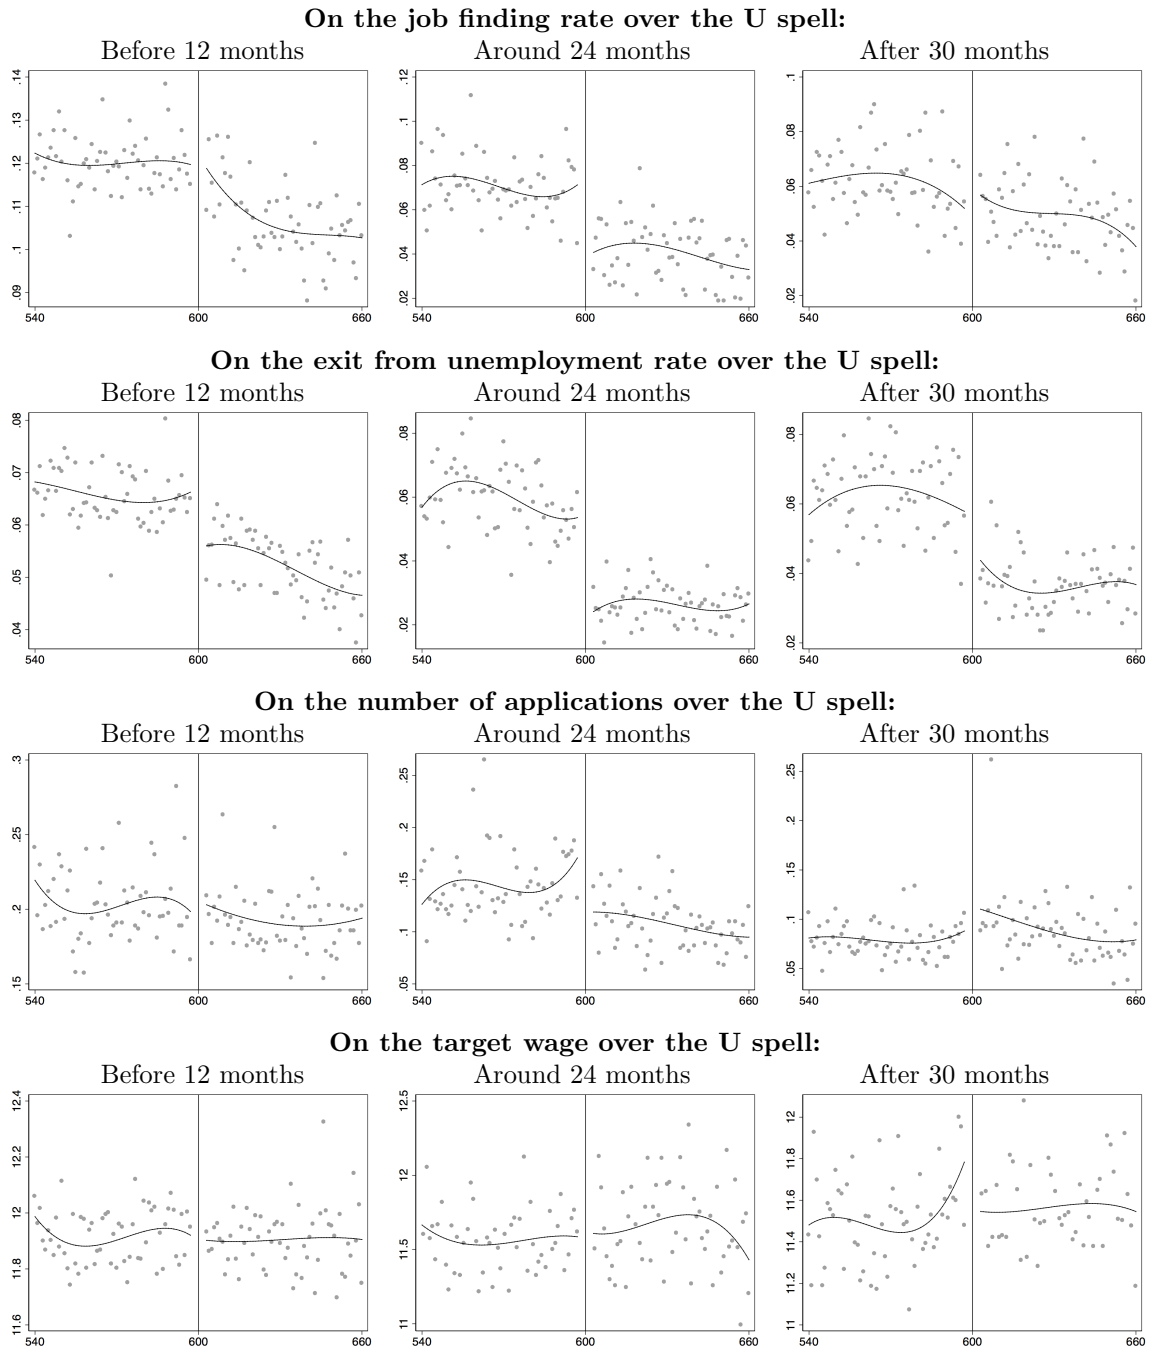 On the job finding rate over the U spell:
Before 12 months Around 24 months After 30 months
.14 .13 .12 .11 .1 .09
540 600 660
.12 .1 .08 .06 .04 .02
540 600 660
.1 .08 .06 .04 .02
540 600 660
On the exit from unemployment rate over the U spell:
Before 12 months Around 24 months After 30 months
.08 .07 .06 .05 .04
540 600 660
.08 .06 .04 .02
540 600 660
.08 .06 .04 .02
540 600 660
On the number of applications over the U spell:
Before 12 months Around 24 months After 30 months
.3 .25 .2 .15
540 600 660
.25 .2 .15 .1 .05
540 600 660
.25 .2 .15 .1 .05
540 600 660
On the target wage over the U spell:
Before 12 months Around 24 months After 30 months
12.4 12.2 12 11.8 11.6
540 600 660
12.5 12 11.5 11
540 600 660
12 11.8 11.6 11.4 11.2 11
540 600 660